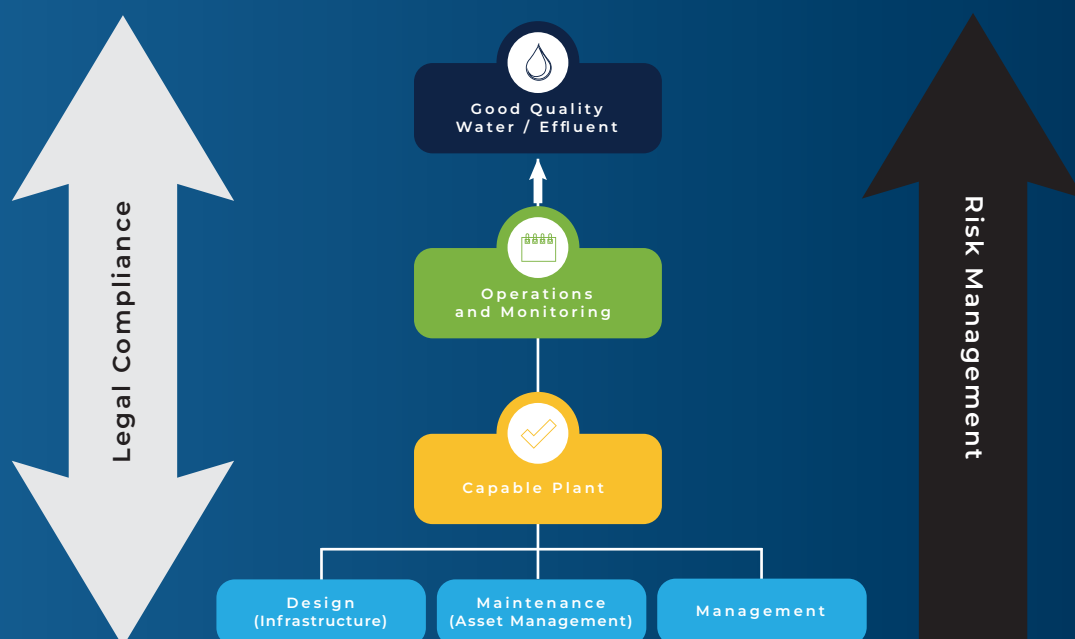 Good Quality
Water / Effluent
Legal Compliance
Risk Management
Operations
and Monitoring
Capable Plant
Design
(Infrastructure)
Maintenance
(Asset Management)
Management